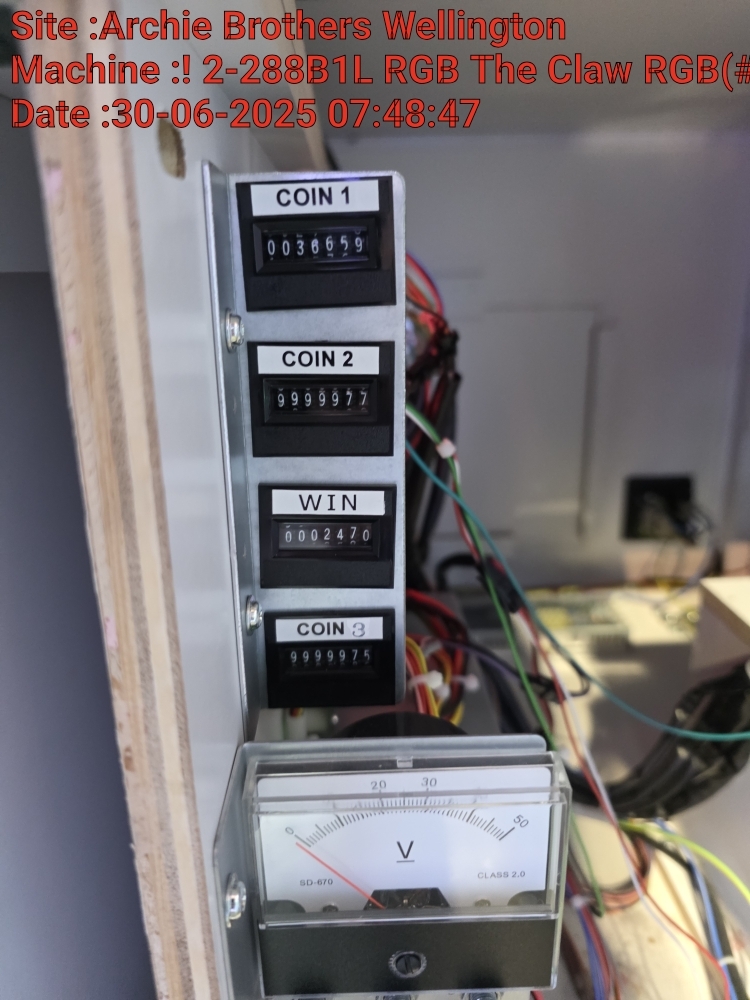 Site :Archie Brothers Wellington
Machine :! 2-288B1L RGB The Claw RGB(#
Date :30-06-2025 07:48:47
COIN 1
0036659
COIN 2
9999977
WIN
0002470
COIN 3
9999975
0 20 30 50
V
SD-670 CLASS 2.0